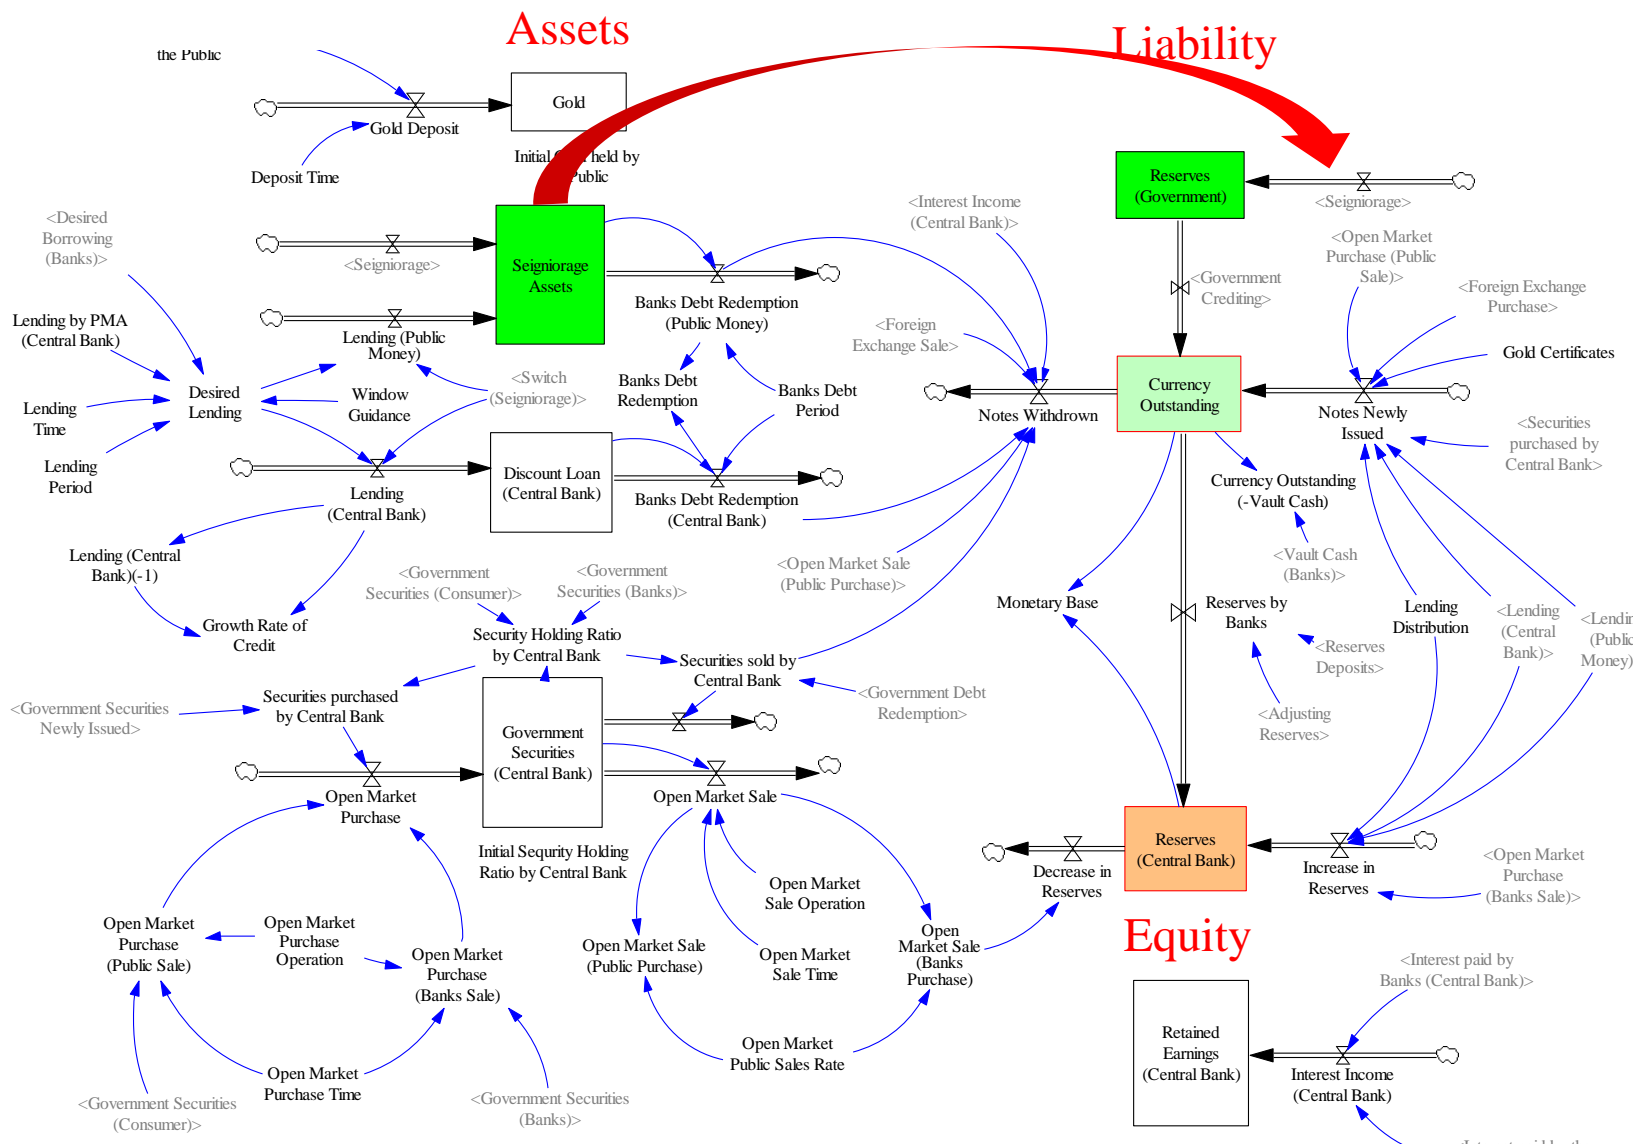 Assets
Liability
the Public
Gold
Gold Deposit
Deposit Time
Initial
held by
Public
Reserves
(Government)
<Seigniorage>
<Interest Income
(Central Bank)>
<Desired
Borrowing
(Banks)>
<Seigniorage>
Seigniorage
Assets
<Open Market
Purchase (Public
Sale)>
<Government
Crediting>
<Foreign Exchange
Purchase>
Banks Debt Redemption
(Public Money)
Lending by PMA
(Central Bank)
Lending (Public
Money)
<Foreign
Exchange Sale>
Gold Certificates
Desired
Lending
Window
Guidance
<Switch
(Seigniorage)>
Banks Debt
Redemption
Banks Debt
Period
Currency
Outstanding
Lending
Time
Notes Withdrown
Notes Newly
Issued
<Securities
purchased by
Central Bank>
Lending
Period
Discount Loan
(Central Bank)
Currency Outstanding
(-Vault Cash)
Lending
(Central Bank)
Banks Debt Redemption
(Central Bank)
Lending (Central
Bank)(-1)
<Government
Securities (Consumer)>
<Government
Securities (Banks)>
<Open Market Sale
(Public Purchase)>
<Vault Cash
(Banks)>
Growth Rate of
Credit
Security Holding Ratio
by Central Bank
Monetary Base
Reserves by
Banks
Lending
Distribution
<Lending
(Central
Bank)>
(Public
Money)
<Reserves
Deposits>
Securities sold by
Central Bank
<Government Debt
Redemption>
Securities purchased
by Central Bank
<Government Securities
Newly Issued>
<Adjusting
Reserves>
Government
Securities
(Central Bank)
Open Market
Purchase
Open Market Sale
Initial Sequrity Holding
Ratio by Central Bank
Reserves
(Central Bank)
Decrease in
Reserves
Increase in
Reserves
<Open Market
Purchase
(Banks Sale)>
Open Market
Sale Operation
Open Market
Purchase
(Public Sale)
Open Market
Purchase
Operation
Open Market
Purchase
(Banks Sale)
Open Market Sale
(Public Purchase)
Open Market
Sale Time
Open
Market Sale
(Banks
Purchase)
Equity
<Interest paid by
Banks (Central Bank)>
Retained
Earnings
(Central Bank)
Open Market
Public Sales Rate
Open Market
Purchase Time
Interest Income
(Central Bank)
<Government Securities
(Consumer)>
<Government Securities
(Banks)>